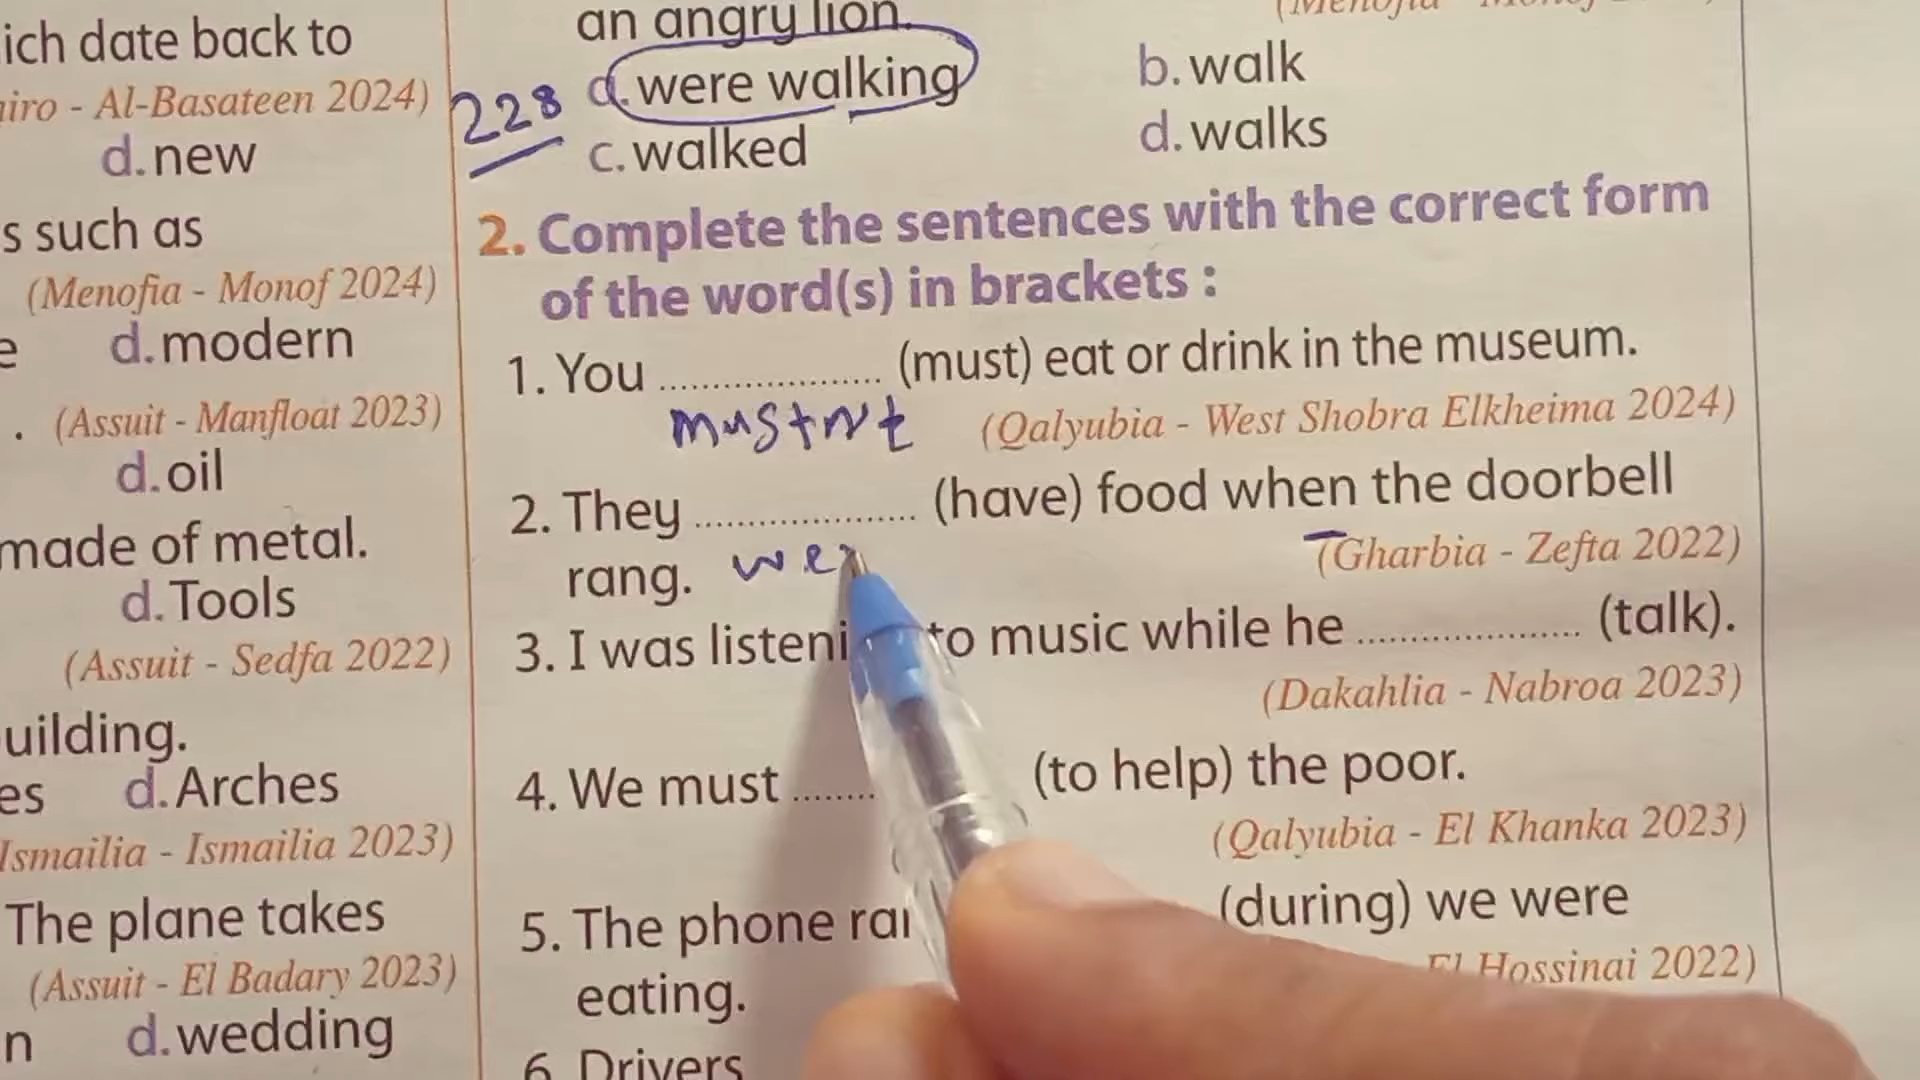 ich date back to
iro - Al-Basateen 2024)
d. new
s such as
(Menofia - Monof 2024)
e d. modern
. (Assuit - Manfloat 2023)
d. oil
made of metal.
d. Tools
(Assuit - Sedfa 2022)
uilding.
es d. Arches
Ismailia - Ismailia 2023)
The plane takes
(Assuit - El Badary 2023)
n d. wedding
an angry lion.
228
were walking
b. walk
c. walked
d. walks
2. Complete the sentences with the correct form
of the word(s) in brackets :
1. You .................... (must) eat or drink in the museum.
mustn't
(Qalyubia - West Shobra Elkheima 2024)
2. They .................... (have) food when the doorbell
rang. wer
(Gharbia - Zefta 2022)
3. I was listeni to music while he .................... (talk).
(Dakahlia - Nabroa 2023)
4. We must ........ (to help) the poor.
(Qalyubia - El Khanka 2023)
5. The phone ra (during) we were
El Hossinai 2022)
eating.
6. Drivers